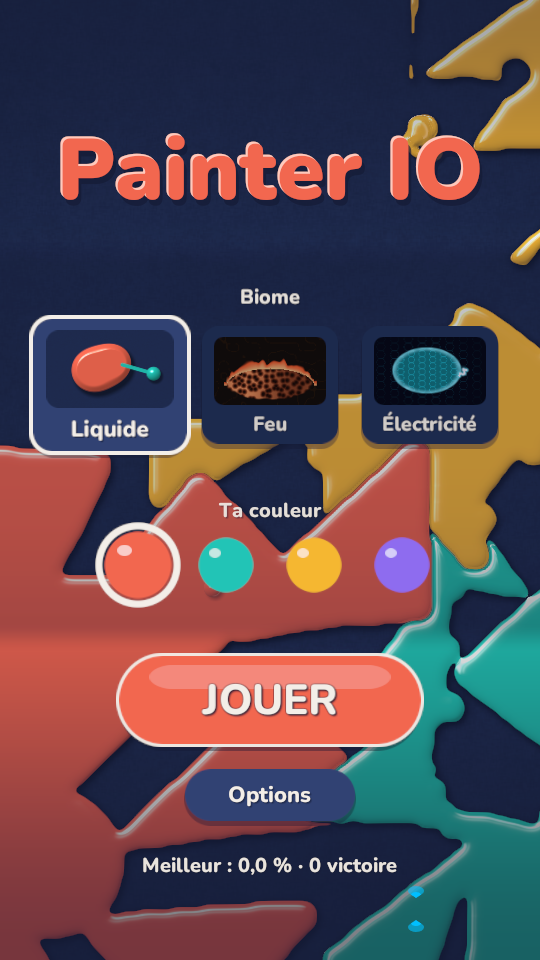 Painter IO
Biome
Liquide
Feu
Électricité
Ta couleur
JOUER
Options
Meilleur : 0,0 % · 0 victoire